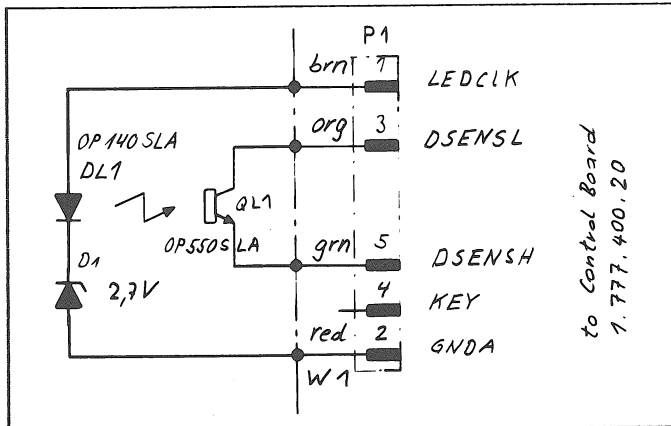 P1
brn 1 LEDCLK
OP140SLA
DL1
org 3 DSENSL
QL1
OP550SLA
grn 5 DSENSH
D1
2,7V
4 KEY
red 2 GNDA
W1
to Control Board
1.777.400.20